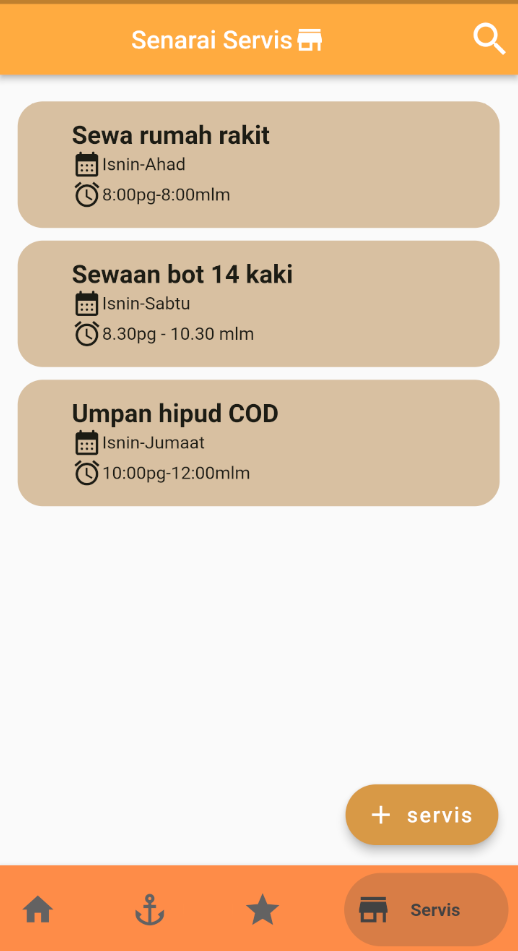 Senarai Servis
Sewa rumah rakit
Isnin-Ahad
8:00pg-8:00mlm
Sewaan bot 14 kaki
Isnin-Sabtu
8.30pg - 10.30 mlm
Umpan hipud COD
Isnin-Jumaat
10:00pg-12:00mlm
+ servis
Servis